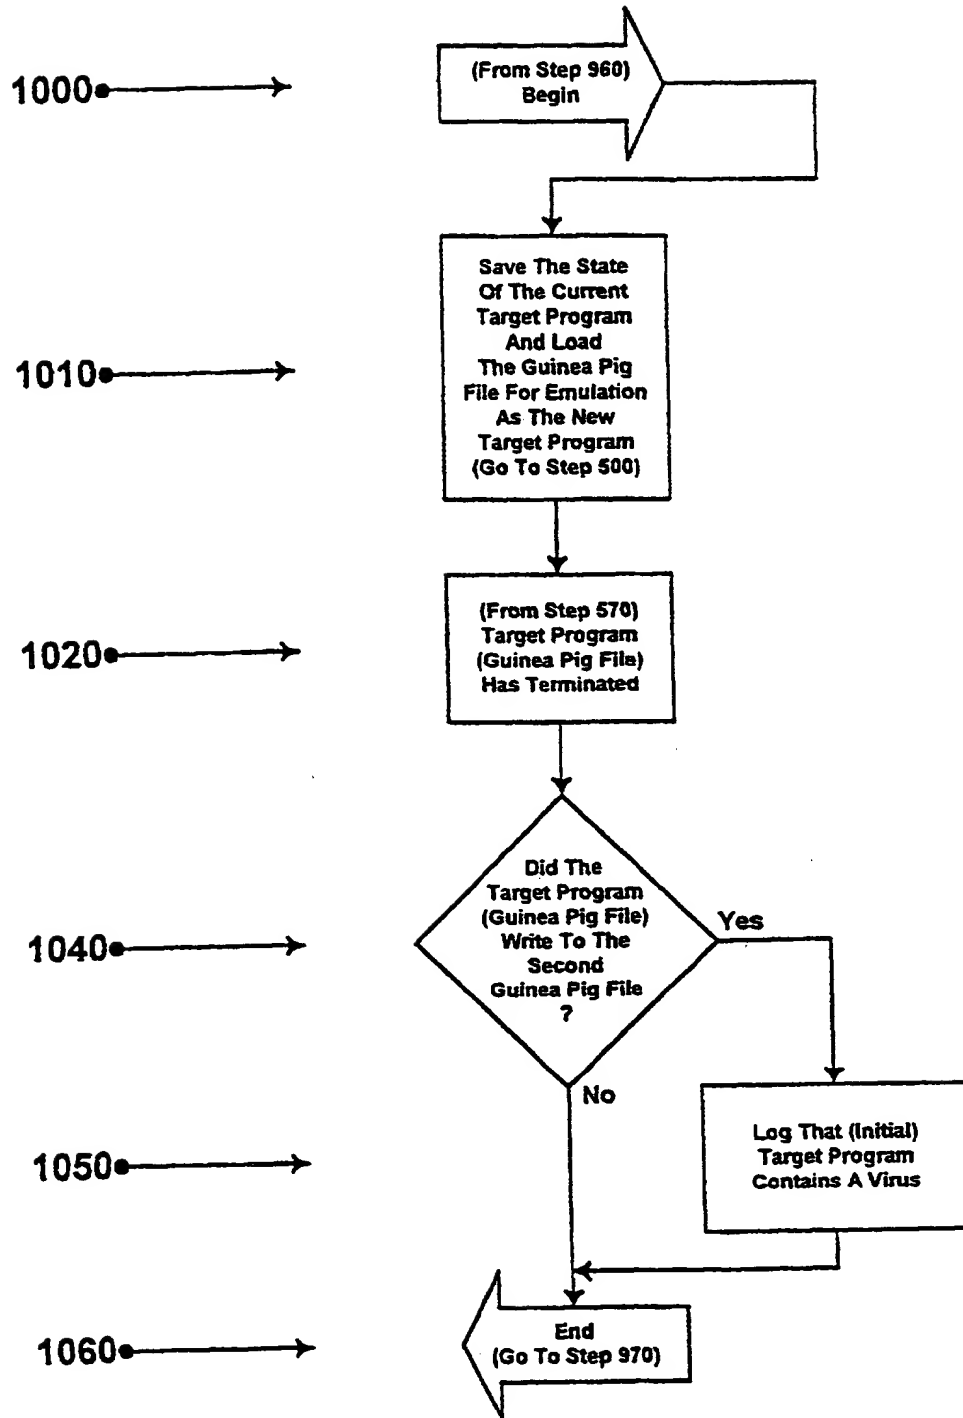 1000
(From Step 960)
Begin
1010
Save The State
Of The Current
Target Program
And Load
The Guinea Pig
File For Emulation
As The New
Target Program
(Go To Step 500)
1020
(From Step 570)
Target Program
(Guinea Pig File)
Has Terminated
1040
Did The
Target Program
(Guinea Pig File)
Write To The
Second
Guinea Pig File
?
Yes
No
1050
Log That (Initial)
Target Program
Contains A Virus
1060
End
(Go To Step 970)